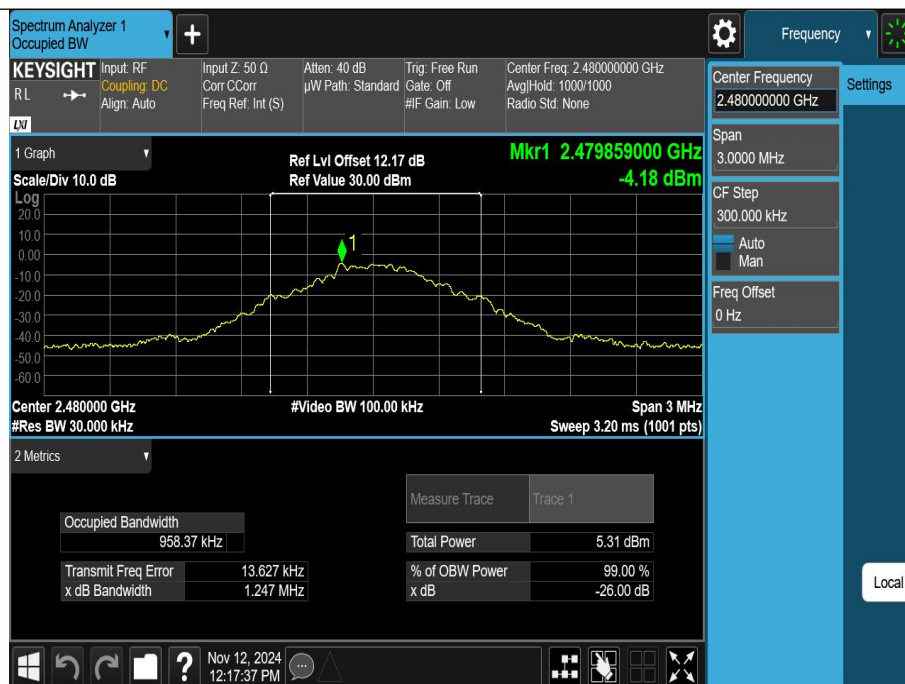 Spectrum Analyzer 1
Occupied BW
Frequency
KEYSIGHT
RL
LXI
Input: RF
Coupling: DC
Align: Auto
Input Z: 50 Ω
Corr CCorr
Freq Ref: Int (S)
Atten: 40 dB
µW Path: Standard
Trig: Free Run
Gate: Off
#IF Gain: Low
Center Freq: 2.480000000 GHz
Avg|Hold: 1000/1000
Radio Std: None
Center Frequency
2.480000000 GHz
Settings
Span
3.0000 MHz
CF Step
300.000 kHz
Auto
Man
Freq Offset
0 Hz
Local
1 Graph
Scale/Div 10.0 dB
Log
Ref Lvl Offset 12.17 dB
Ref Value 30.00 dBm
Mkr1 2.479859000 GHz
-4.18 dBm
20.0
10.0
0.00
-10.0
-20.0
-30.0
-40.0
-50.0
-60.0
1
Center 2.480000 GHz
#Res BW 30.000 kHz
#Video BW 100.00 kHz
Span 3 MHz
Sweep 3.20 ms (1001 pts)
2 Metrics
Measure Trace Trace 1
Occupied Bandwidth
958.37 kHz
Total Power 5.31 dBm
Transmit Freq Error 13.627 kHz
% of OBW Power 99.00 %
x dB Bandwidth 1.247 MHz
x dB -26.00 dB
?
Nov 12, 2024
12:17:37 PM